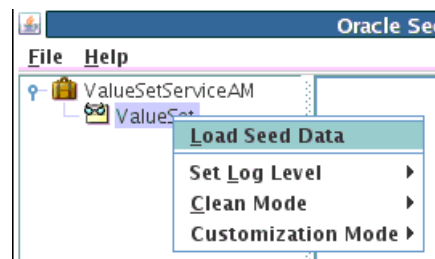 Oracle Se
File Help
ValueSetServiceAM
ValueSet
Load Seed Data
Set Log Level
Clean Mode
Customization Mode